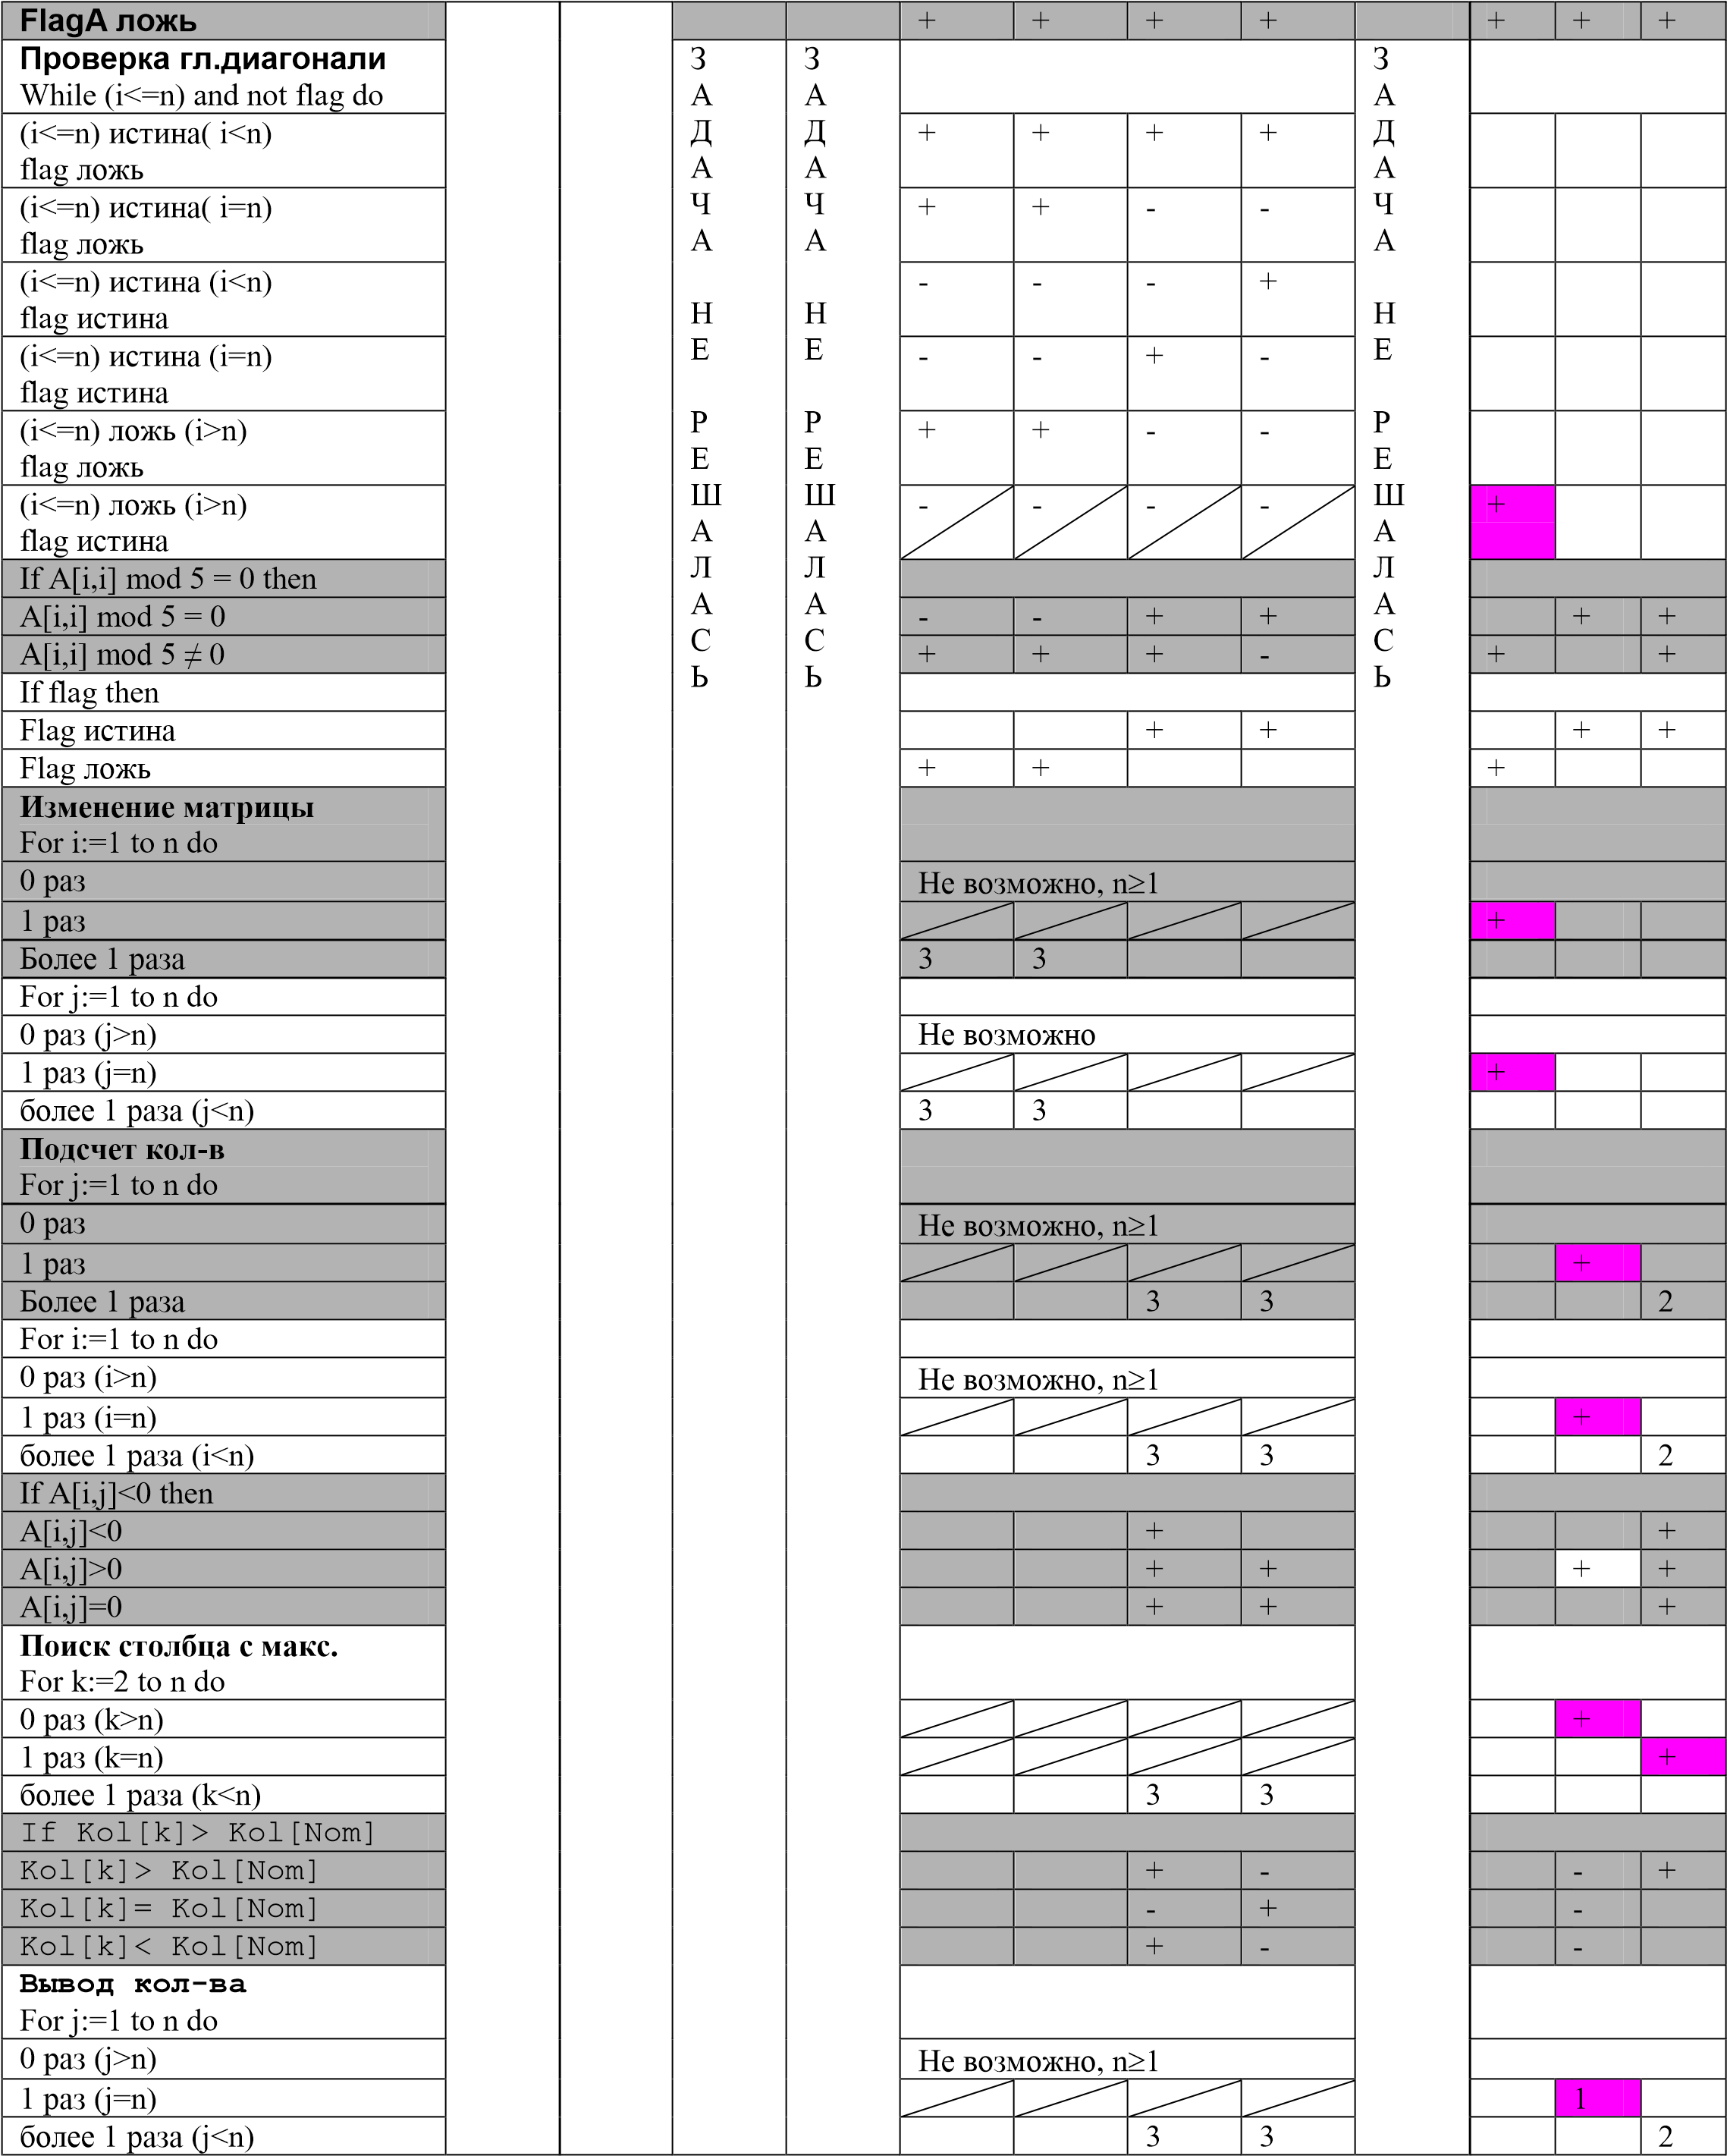 FlagA ложь + + + + + + +
ЗАДАЧА НЕ РЕШАЛАСЬ
ЗАДАЧА НЕ РЕШАЛАСЬ
ЗАДАЧА НЕ РЕШАЛАСЬ
Проверка гл.диагонали
While (i<=n) and not flag do
(i<=n) истина( i<n) + + + +
flag ложь
(i<=n) истина( i=n) + + - -
flag ложь
(i<=n) истина (i<n) - - - +
flag истина
(i<=n) истина (i=n) - - + -
flag истина
(i<=n) ложь (i>n) + + - -
flag ложь
(i<=n) ложь (i>n) - - - - +
flag истина
If A[i,i] mod 5 = 0 then
A[i,i] mod 5 = 0 - - + + + +
A[i,i] mod 5 ≠ 0 + + + - + +
If flag then
Flag истина + + + +
Flag ложь + + +
Изменение матрицы
For i:=1 to n do
0 раз Не возможно, n≥1
1 раз +
Более 1 раза 3 3
For j:=1 to n do
0 раз (j>n) Не возможно
1 раз (j=n) +
более 1 раза (j<n) 3 3
Подсчет кол-в
For j:=1 to n do
0 раз Не возможно, n≥1
1 раз +
Более 1 раза 3 3 2
For i:=1 to n do
0 раз (i>n) Не возможно, n≥1
1 раз (i=n) +
более 1 раза (i<n) 3 3 2
If A[i,j]<0 then
A[i,j]<0 + +
A[i,j]>0 + + + +
A[i,j]=0 + + +
Поиск столбца с макс.
For k:=2 to n do
0 раз (k>n) +
1 раз (k=n) +
более 1 раза (k<n) 3 3
If Kol[k]> Kol[Nom]
Kol[k]> Kol[Nom] + - - +
Kol[k]= Kol[Nom] - + -
Kol[k]< Kol[Nom] + - -
Вывод кол-ва
For j:=1 to n do
0 раз (j>n) Не возможно, n≥1
1 раз (j=n) 1
более 1 раза (j<n) 3 3 2